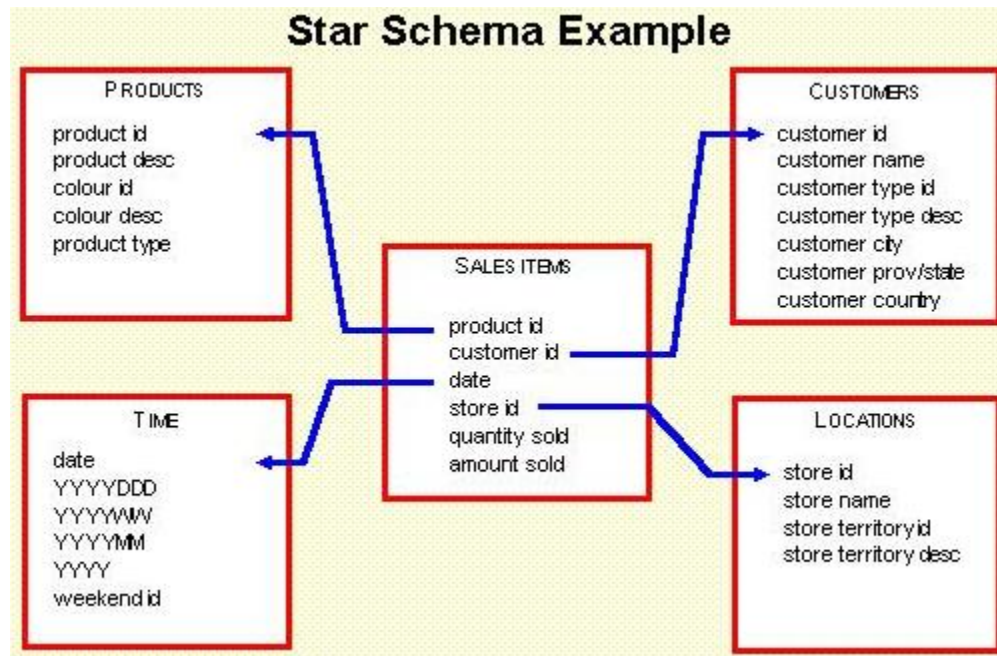 Star Schema Example
PRODUCTS
product id
product desc
colour id
colour desc
product type
CUSTOMERS
customer id
customer name
customer type id
customer type desc
customer city
customer prov/state
customer country
SALES ITEMS
product id
customer id
date
store id
quantity sold
amount sold
TIME
date
YYYYDDD
YYYYWW
YYYYMM
YYYY
weekend id
LOCATIONS
store id
store name
store territory id
store territory desc